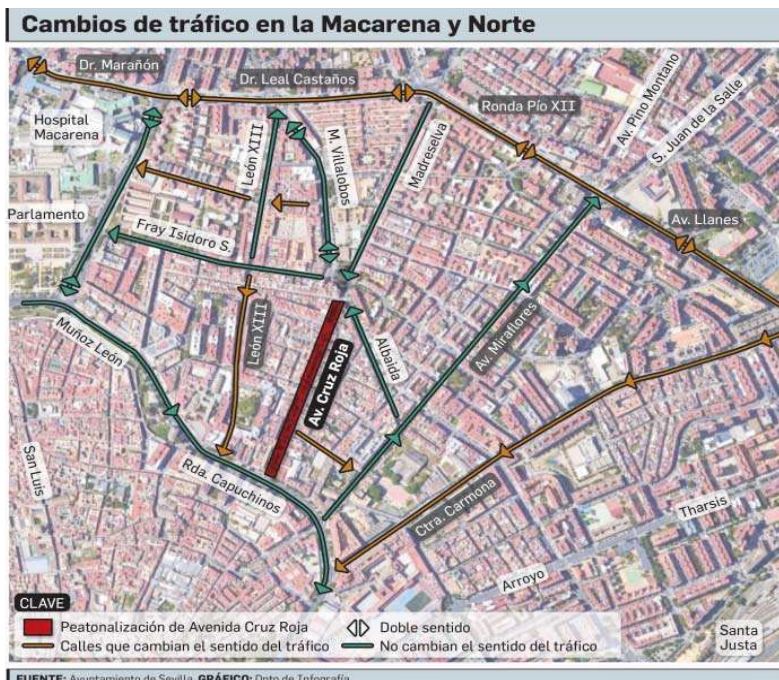 Cambios de tráfico en la Macarena y Norte
Dr. Marañón
Dr. Leal Castaños
Ronda Pío XII
Av. Pino Montano
S. Juan de la Salle
Hospital
Macarena
León XIII
M. Villalobos
Madreselva
Parlamento
Fray Isidoro S.
Av. Llanes
Muñoz León
León XIII
Av. Cruz Roja
Albaida
Av. Miraflores
San Luis
Rda. Capuchinos
Ctra. Carmona
Tharsis
Arroyo
Santa
Justa
CLAVE
Peatonalización de Avenida Cruz Roja
Doble sentido
Calles que cambian el sentido del tráfico
No cambian el sentido del tráfico
FUENTE: Ayuntamiento de Sevilla. GRÁFICO: Dpto de Infografía